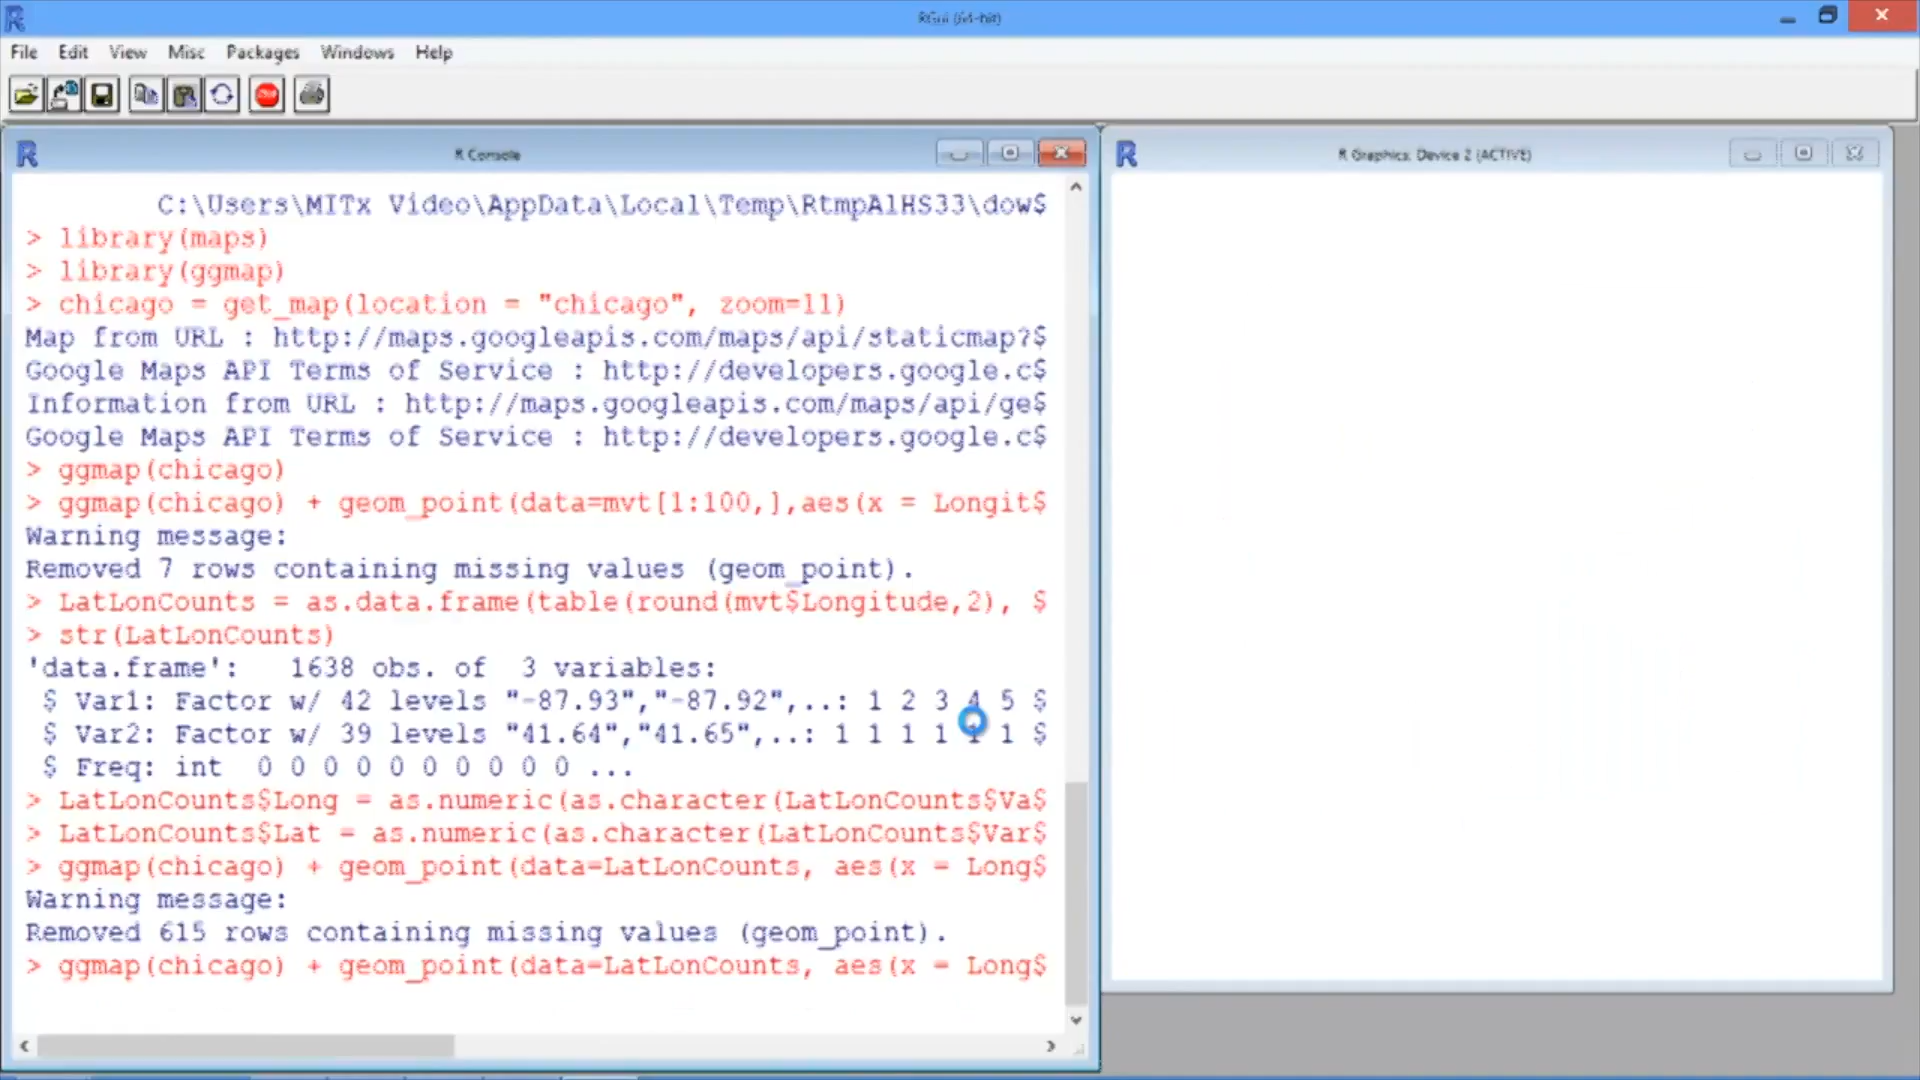 RGui (64-bit)
File Edit View Misc Packages Windows Help
STOP
R Console
R Graphics: Device 2 (ACTIVE)
C:\Users\MITx Video\AppData\Local\Temp\RtmpAlHS33\dow$
> library(maps)
> library(ggmap)
> chicago = get_map(location = "chicago", zoom=11)
Map from URL : http://maps.googleapis.com/maps/api/staticmap?$
Google Maps API Terms of Service : http://developers.google.c$
Information from URL : http://maps.googleapis.com/maps/api/ge$
Google Maps API Terms of Service : http://developers.google.c$
> ggmap(chicago)
> ggmap(chicago) + geom_point(data=mvt[1:100,],aes(x = Longit$
Warning message:
Removed 7 rows containing missing values (geom_point).
> LatLonCounts = as.data.frame(table(round(mvt$Longitude,2), $
> str(LatLonCounts)
'data.frame':   1638 obs. of  3 variables:
 $ Var1: Factor w/ 42 levels "-87.93","-87.92",..: 1 2 3 4 5 $
 $ Var2: Factor w/ 39 levels "41.64","41.65",..: 1 1 1 1 1 1 $
 $ Freq: int  0 0 0 0 0 0 0 0 0 0 ...
> LatLonCounts$Long = as.numeric(as.character(LatLonCounts$Va$
> LatLonCounts$Lat = as.numeric(as.character(LatLonCounts$Var$
> ggmap(chicago) + geom_point(data=LatLonCounts, aes(x = Long$
Warning message:
Removed 615 rows containing missing values (geom_point).
> ggmap(chicago) + geom_point(data=LatLonCounts, aes(x = Long$